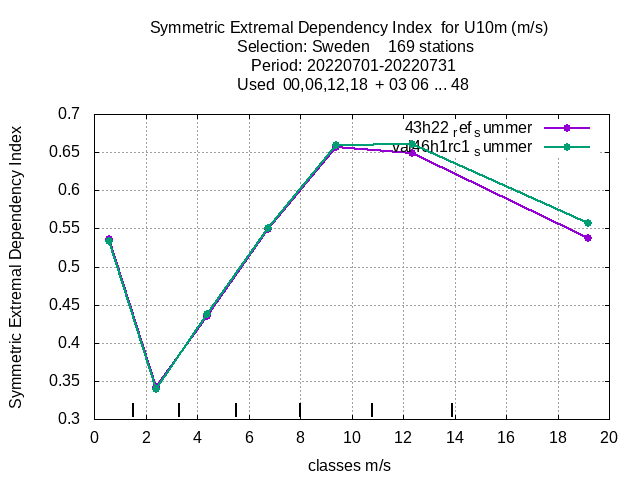 Symmetric Extremal Dependency Index for U10m (m/s)
Selection: Sweden 169 stations
Period: 20220701-20220731
Used 00,06,12,18 + 03 06 ... 48
Symmetric Extremal Dependency Index
0.7
0.65
0.6
0.55
0.5
0.45
0.4
0.35
0.3
43h22 ref summer
46h1rc1 summer
0 2 4 6 8 10 12 14 16 18 20
classes m/s